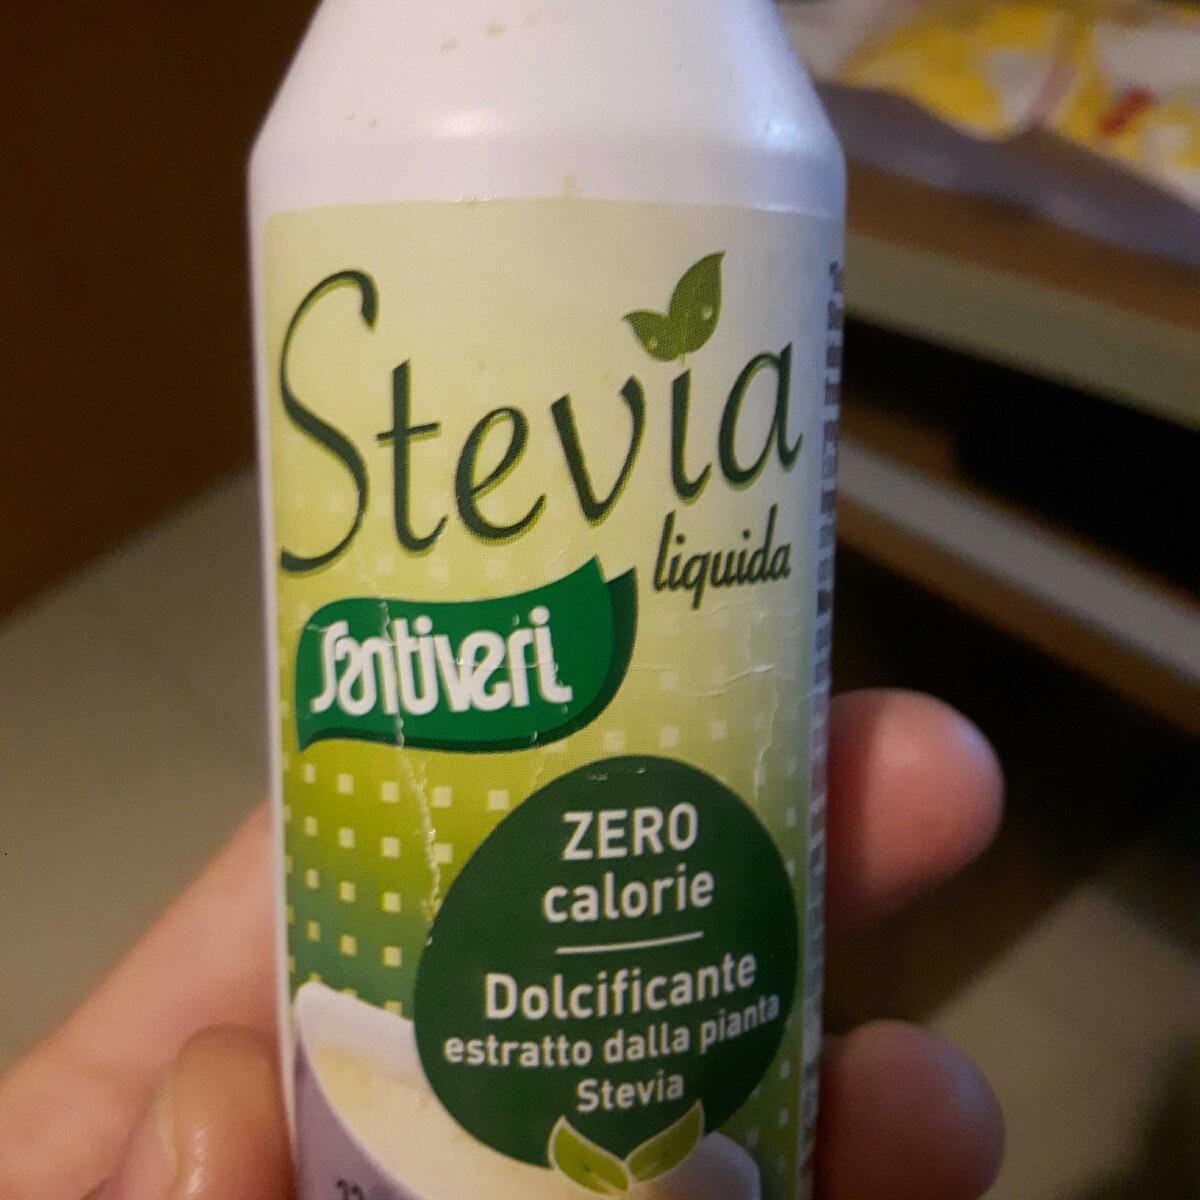 Stevia
liquida
Santiveri
ZERO
calorie
Dolcificante
estratto dalla pianta
Stevia